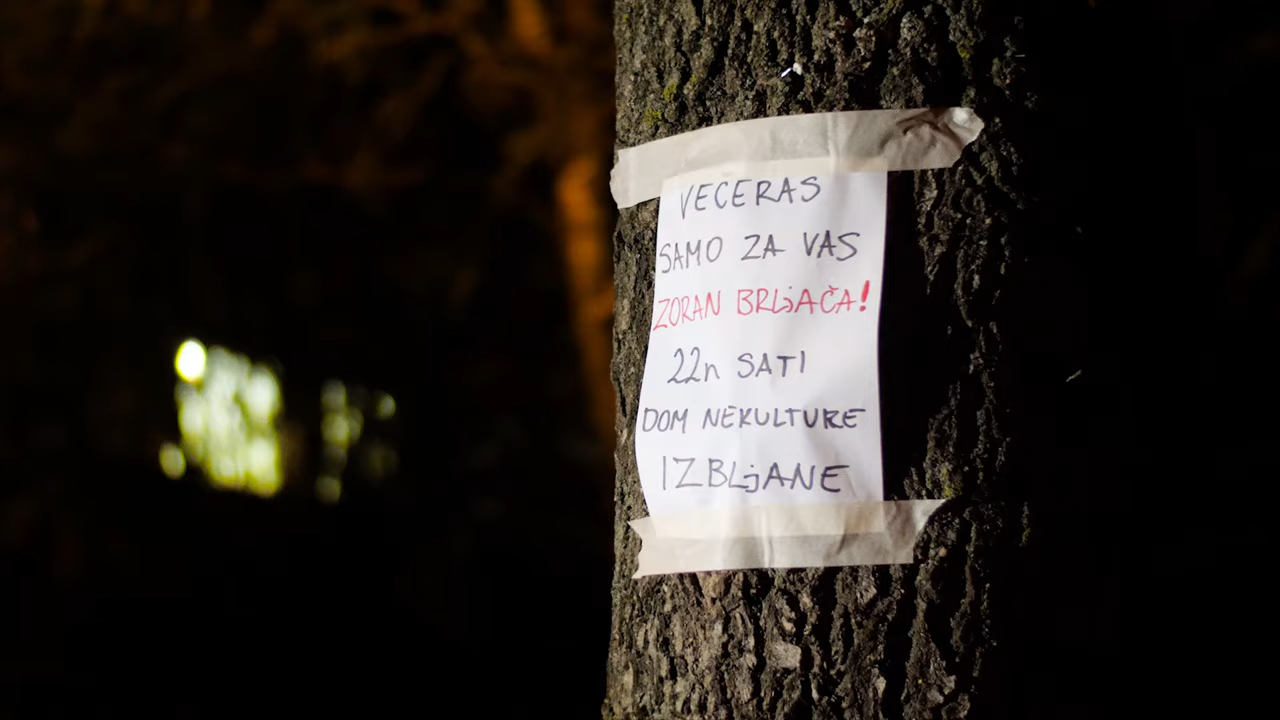 VECERAS
SAMO ZA VAS
ZORAN BRLjAČA!
22h SATI
DOM NEKULTURE
IZBLjANE